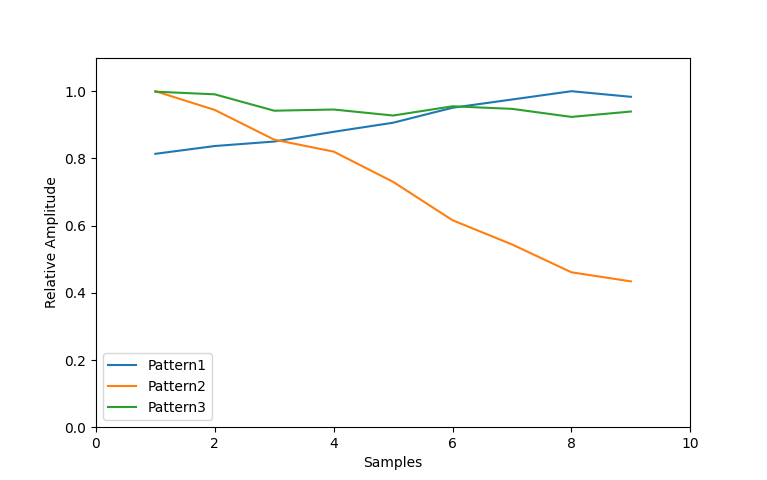 1.0
0.8
0.6
0.4
0.2
0.0
Relative Amplitude
Pattern1
Pattern2
Pattern3
0 2 4 6 8 10
Samples